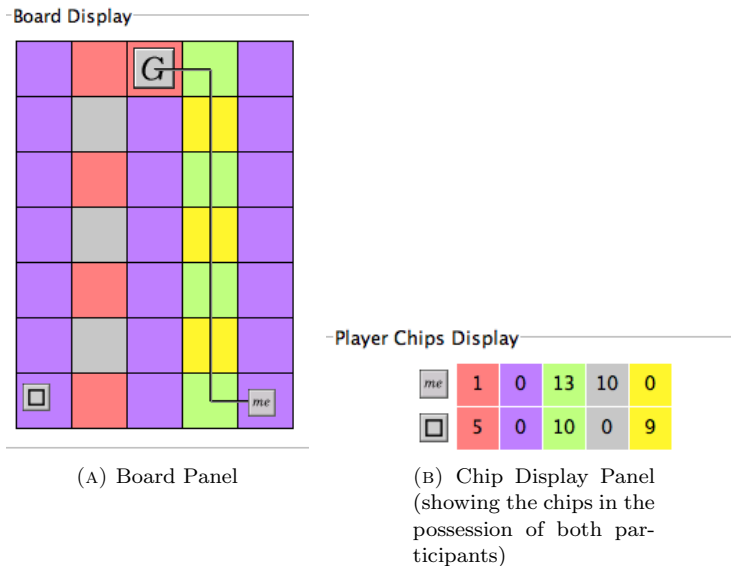 Board Display
G
me
(A) Board Panel
Player Chips Display
me 1 0 13 10 0
5 0 10 0 9
(B) Chip Display Panel
(showing the chips in the
possession of both par-
ticipants)